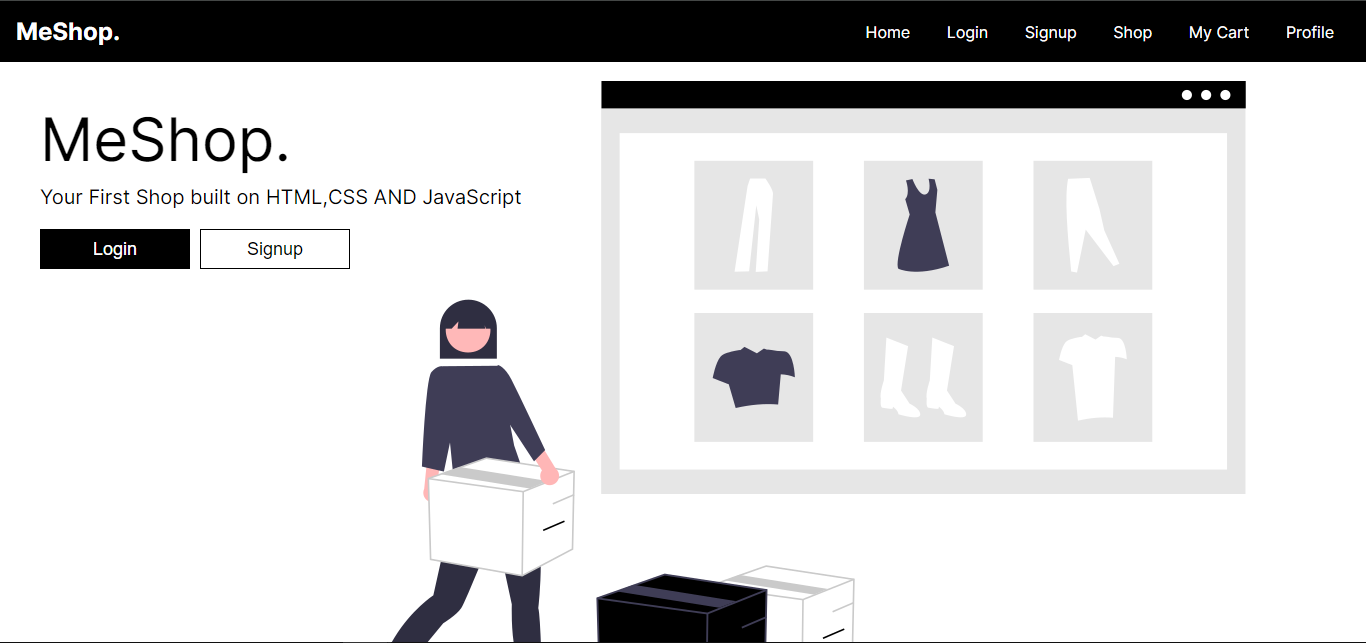 MeShop. Home Login Signup Shop My Cart Profile
MeShop.
Your First Shop built on HTML,CSS AND JavaScript
Login Signup